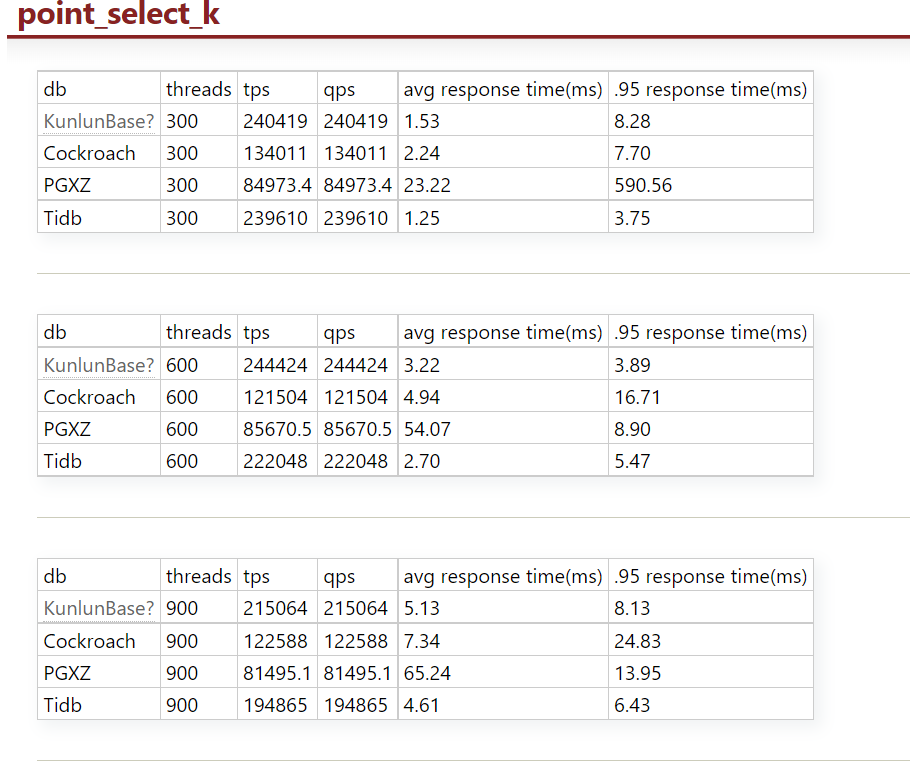 point_select_k
db threads tps qps avg response time(ms) .95 response time(ms)
KunlunBase? 300 240419 240419 1.53 8.28
Cockroach 300 134011 134011 2.24 7.70
PGXZ 300 84973.4 84973.4 23.22 590.56
Tidb 300 239610 239610 1.25 3.75
db threads tps qps avg response time(ms) .95 response time(ms)
KunlunBase? 600 244424 244424 3.22 3.89
Cockroach 600 121504 121504 4.94 16.71
PGXZ 600 85670.5 85670.5 54.07 8.90
Tidb 600 222048 222048 2.70 5.47
db threads tps qps avg response time(ms) .95 response time(ms)
KunlunBase? 900 215064 215064 5.13 8.13
Cockroach 900 122588 122588 7.34 24.83
PGXZ 900 81495.1 81495.1 65.24 13.95
Tidb 900 194865 194865 4.61 6.43